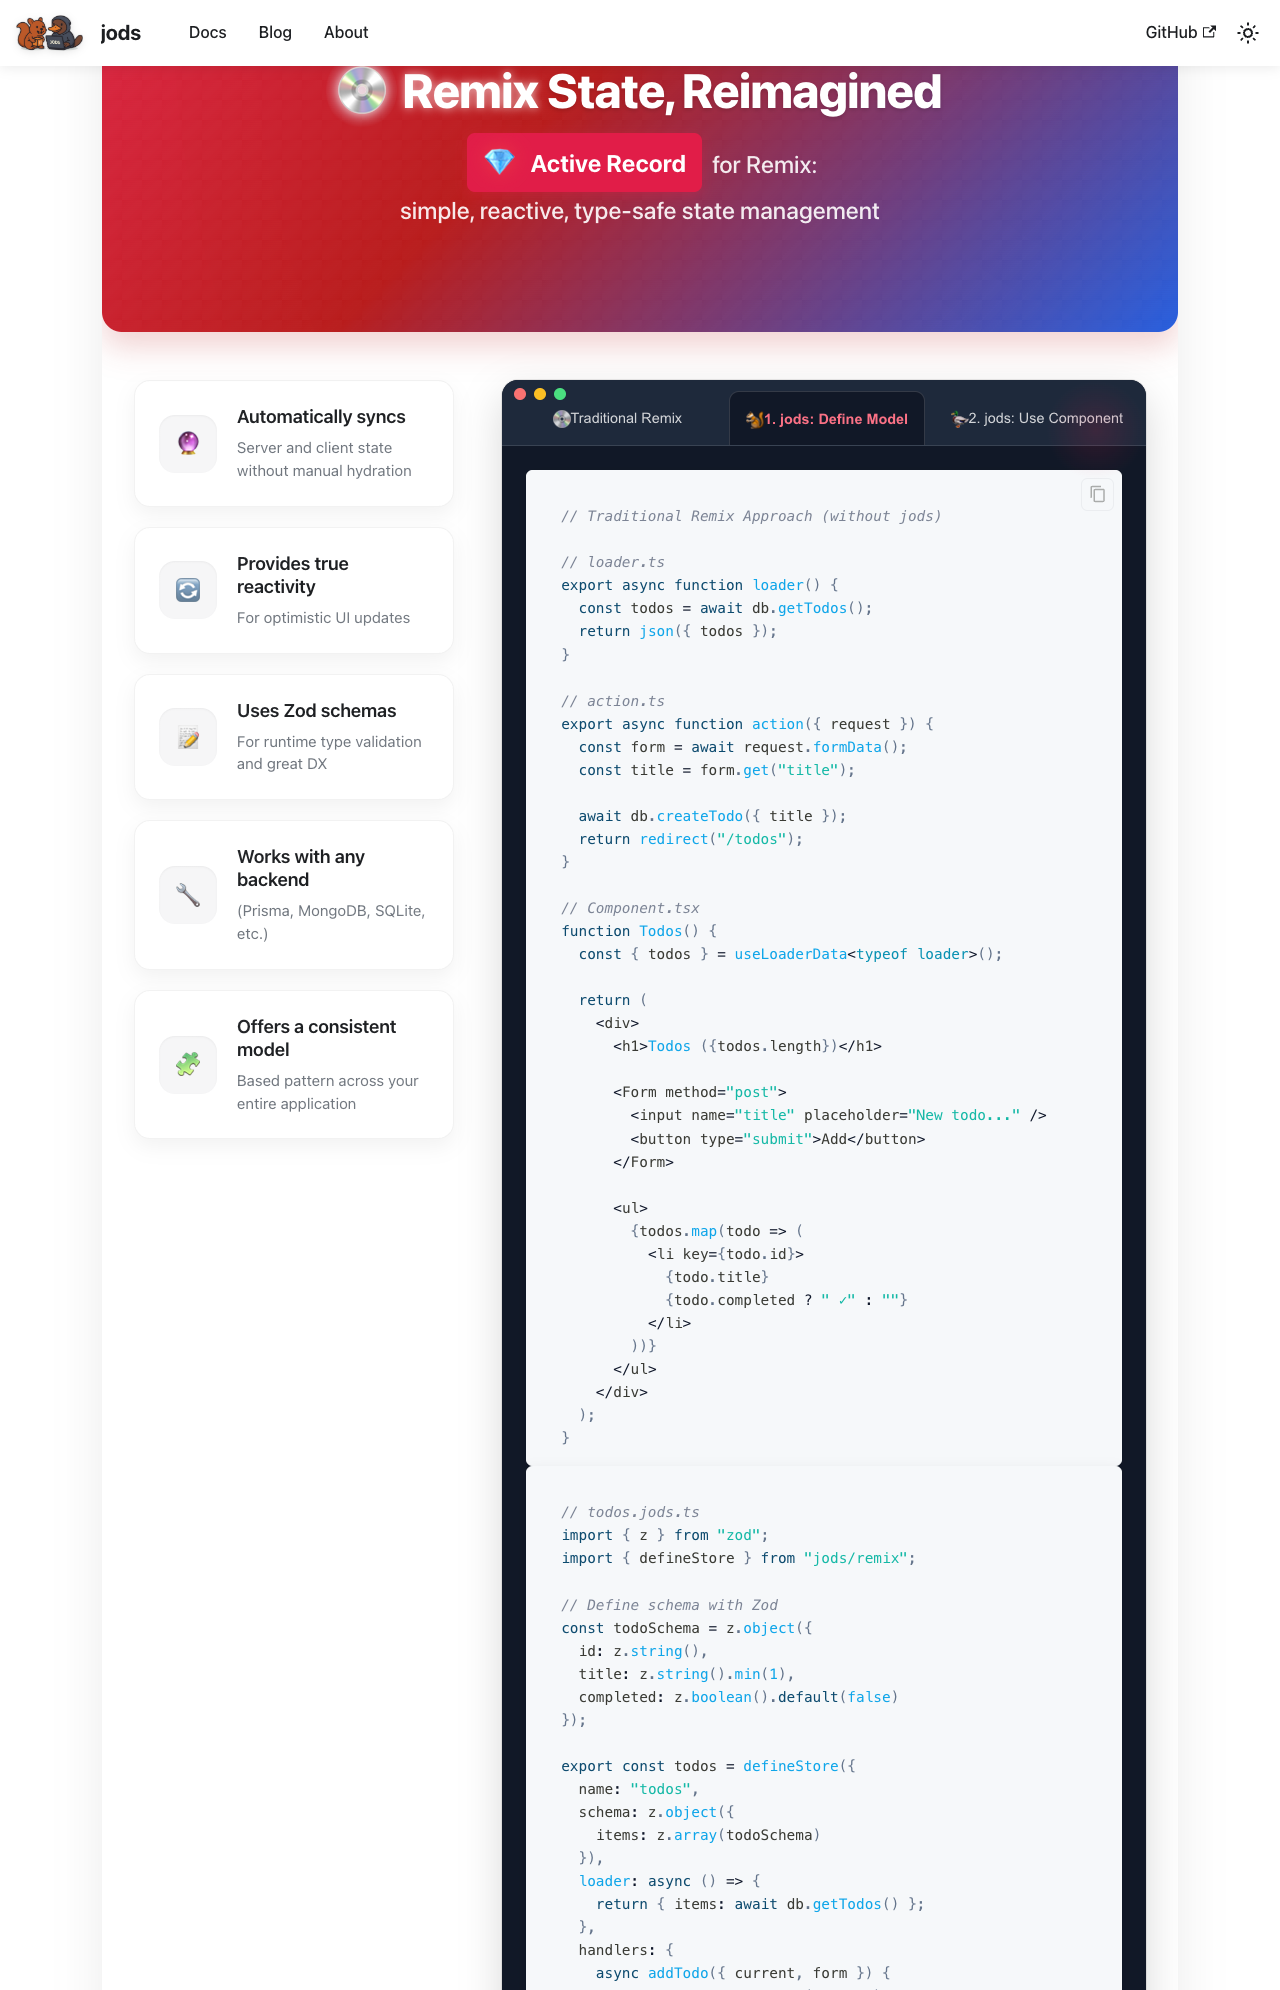 jods
Docs
Blog
About
GitHub
Remix State, Reimagined
Active Record for Remix:
simple, reactive, type-safe state management
Automatically syncs
Server and client state
without manual hydration
Provides true
reactivity
For optimistic UI updates
Uses Zod schemas
For runtime type validation
and great DX
Works with any
backend
(Prisma, MongoDB, SQLite,
etc.)
Offers a consistent
model
Based pattern across your
entire application
Traditional Remix
1. jods: Define Model
2. jods: Use Component
// Traditional Remix Approach (without jods)
// loader.ts
export async function loader() {
  const todos = await db.getTodos();
  return json({ todos });
}
// action.ts
export async function action({ request }) {
  const form = await request.formData();
  const title = form.get("title");
  await db.createTodo({ title });
  return redirect("/todos");
}
// Component.tsx
function Todos() {
  const { todos } = useLoaderData<typeof loader>();
  return (
    <div>
      <h1>Todos ({todos.length})</h1>
      <Form method="post">
        <input name="title" placeholder="New todo..." />
        <button type="submit">Add</button>
      </Form>
      <ul>
        {todos.map(todo => (
          <li key={todo.id}>
            {todo.title}
            {todo.completed ? " ✓" : ""}
          </li>
        ))}
      </ul>
    </div>
  );
}
// todos.jods.ts
import { z } from "zod";
import { defineStore } from "jods/remix";
// Define schema with Zod
const todoSchema = z.object({
  id: z.string(),
  title: z.string().min(1),
  completed: z.boolean().default(false)
});
export const todos = defineStore({
  name: "todos",
  schema: z.object({
    items: z.array(todoSchema)
  }),
  loader: async () => {
    return { items: await db.getTodos() };
  },
  handlers: {
    async addTodo({ current, form }) {